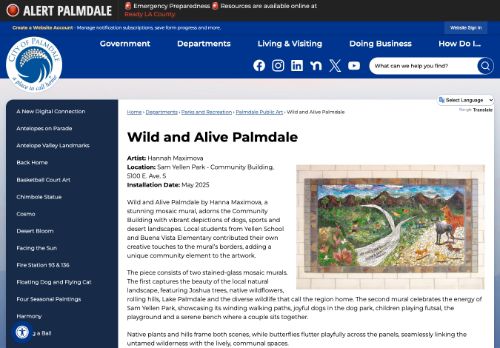 ALERT PALMDALE
🚨 Emergency Preparedness 🚨 Resources are available online at
Ready LA County.
Create a Website Account - Manage notification subscriptions, save form progress and more.
Website Sign In
CITY OF PALMDALE
a place to call home
Government
Departments
Living & Visiting
Doing Business
How Do I...
What can we help you find?
Select Language
Google Translate
A New Digital Connection
Antelopes on Parade
Antelope Valley Landmarks
Back Home
Basketball Court Art
Chimbole Statue
Cosmo
Desert Bloom
Facing the Sun
Fire Station 93 & 136
Floating Dog and Flying Cat
Four Seasonal Paintings
Harmony
g a Ball
Home › Departments › Parks and Recreation › Palmdale Public Art › Wild and Alive Palmdale
Wild and Alive Palmdale
Artist: Hannah Maximova
Location: Sam Yellen Park - Community Building,
5100 E. Ave. S
Installation Date: May 2025
Wild and Alive Palmdale by Hanna Maximova, a
stunning mosaic mural, adorns the Community
Building with vibrant depictions of dogs, sports and
desert landscapes. Local students from Yellen School
and Buena Vista Elementary contributed their own
creative touches to the mural's borders, adding a
unique community element to the artwork.
The piece consists of two stained-glass mosaic murals.
The first captures the beauty of the local natural
landscape, featuring Joshua trees, native wildflowers,
rolling hills, Lake Palmdale and the diverse wildlife that call the region home. The second mural celebrates the energy of
Sam Yellen Park, showcasing its winding walking paths, joyful dogs in the dog park, children playing futsal, the
playground and a serene bench where a couple sits together.
Native plants and hills frame both scenes, while butterflies flutter playfully across the panels, seamlessly linking the
untamed wilderness with the lively, communal spaces.